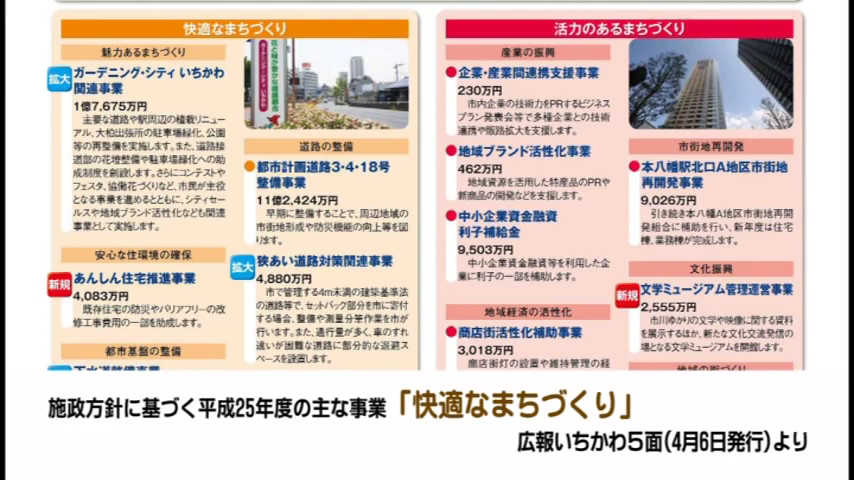 快適なまちづくり
魅力あるまちづくり
拡大
ガーデニング・シティ いちかわ
関連事業
1億7,675万円
主要な道路や駅周辺の植栽リニュー
アル、大柏出張所の駐車場緑化、公園
等の再整備を実施します。また、道路接
道部の花壇整備や駐車場緑化への助
成制度を創設します。さらにコンテストや
フェスタ、協働花づくりなど、市民が主役
となる事業を進めるとともに、シティセー
ルスや地域ブランド活性化なども関連
事業として実施します。
安心な住環境の確保
新規
あんしん住宅推進事業
4,083万円
既存住宅の防災やバリアフリーの改
修工事費用の一部を助成します。
都市基盤の整備
下水道整備事業
道路の整備
都市計画道路3・4・18号
整備事業
11億2,424万円
早期に整備することで、周辺地域の
市街地形成や防災機能の向上等を図
ります。
拡大
狭あい道路対策関連事業
4,880万円
市で管理する4m未満の建築基準法
の道路等で、セットバック部分を市に寄付
する場合、整備や測量分筆作業を市が
行います。また、通行量が多く、車のすれ
違いが困難な道路に部分的な退避ス
ペースを設置します。
活力のあるまちづくり
産業の振興
企業・産業間連携支援事業
230万円
市内企業の技術力をPRするビジネス
プラン発表会等で多種企業との技術
連携や販路拡大を支援します。
地域ブランド活性化事業
462万円
地域資源を活用した特産品のPRや
新商品の開発などを支援します。
中小企業資金融資
利子補給金
9,503万円
中小企業資金融資等を利用した企
業に利子の一部を補助します。
地域経済の活性化
商店街活性化補助事業
3,018万円
商店街灯の設置や維持管理の経
市街地再開発
本八幡駅北口A地区市街地
再開発事業
9,026万円
引き続き本八幡A地区市街地再開
発組合に補助を行い、新年度は住宅
棟、業務棟が完成します。
文化振興
新規
文学ミュージアム管理運営事業
2,555万円
市川ゆかりの文学や映像に関する資料
を展示するほか、新たな文化交流発信の
場となる文学ミュージアムを開館します。
地域の街づくり
施政方針に基づく平成25年度の主な事業「快適なまちづくり」
広報いちかわ5面(4月6日発行)より